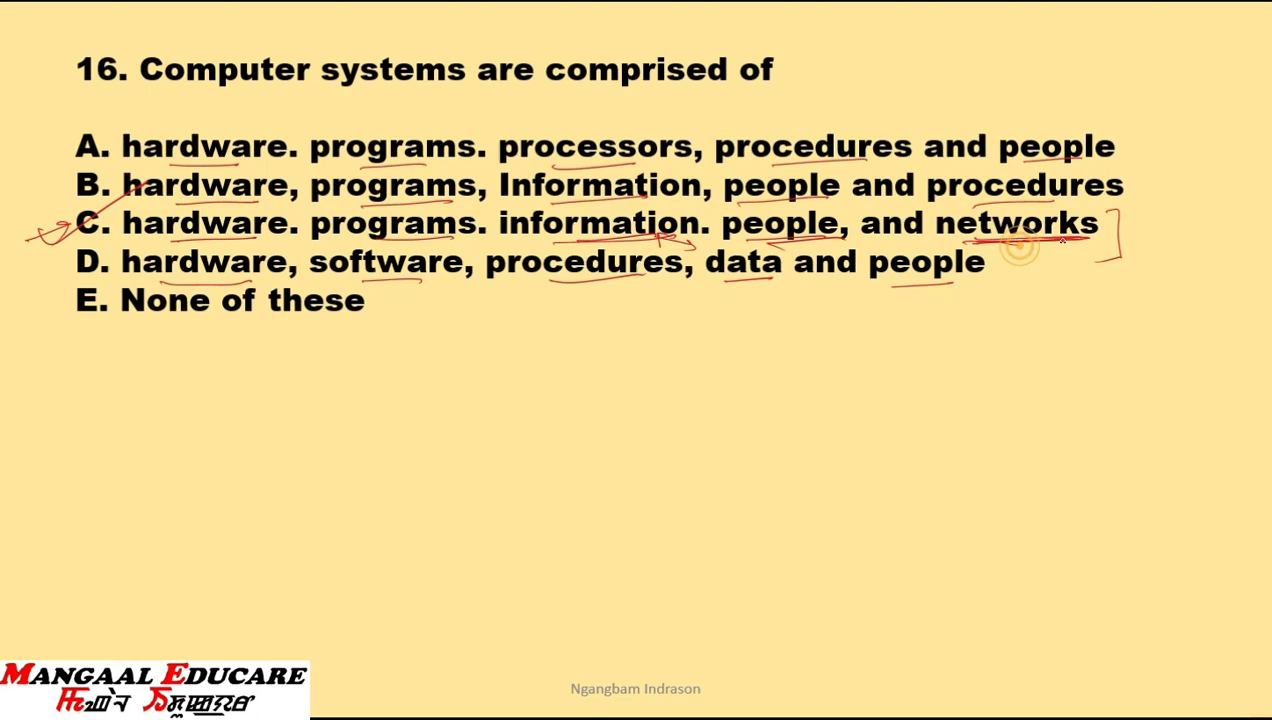 16. Computer systems are comprised of
A. hardware. programs. processors, procedures and people
B. hardware, programs, Information, people and procedures
C. hardware. programs. information. people, and networks
D. hardware, software, procedures, data and people
E. None of these
MANGAAL EDUCARE
Ngangbam Indrason